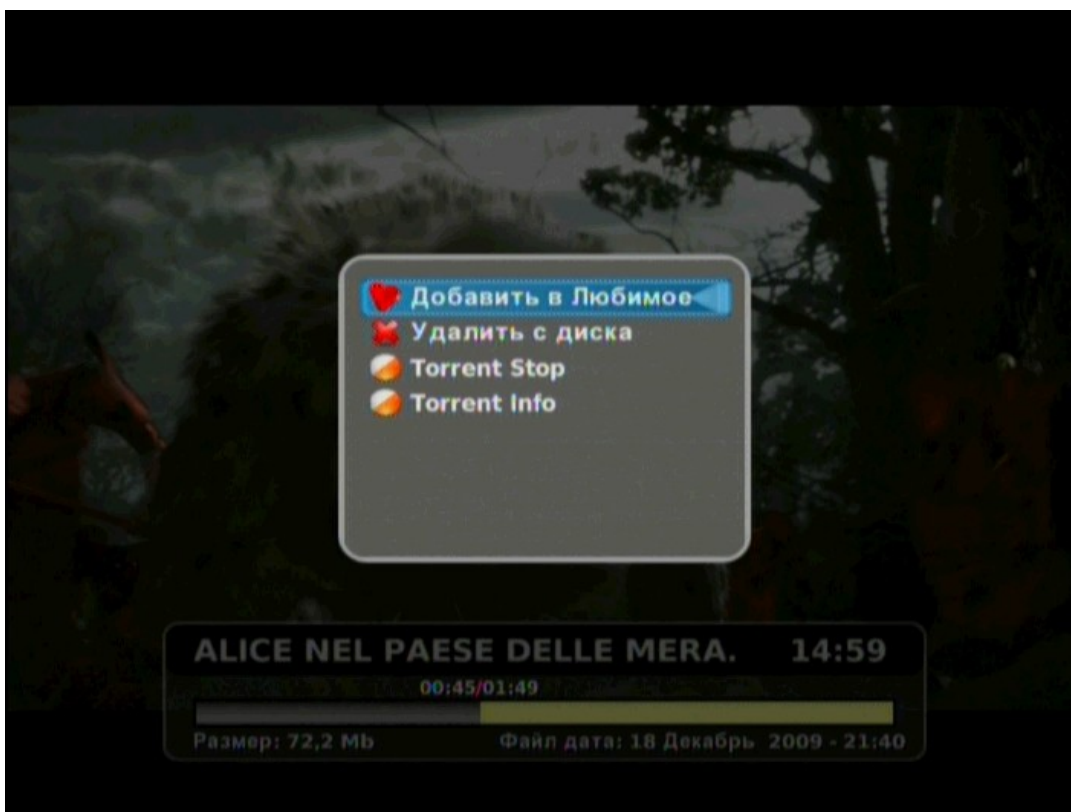 Добавить в Любимое
Удалить с диска
Torrent Stop
Torrent Info
ALICE NEL PAESE DELLE MERA. 14:59
00:45/01:49
Размер: 72,2 Mb Файл дата: 18 Декабрь 2009 - 21:40